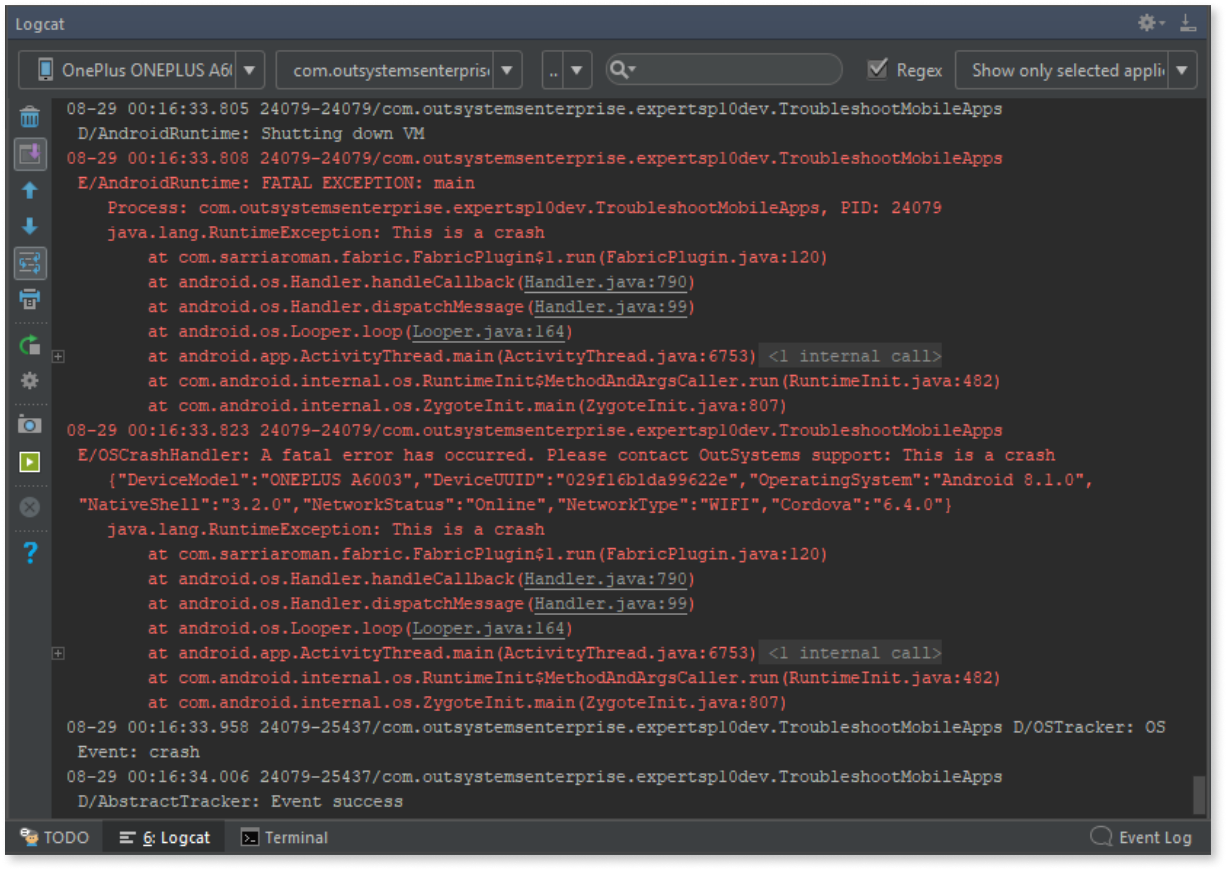 Logcat
OnePlus ONEPLUS A6( com.outsystemsenterpris .. Regex Show only selected appli
08-29 00:16:33.805 24079-24079/com.outsystemsenterprise.expertsp10dev.TroubleshootMobileApps
D/AndroidRuntime: Shutting down VM
08-29 00:16:33.808 24079-24079/com.outsystemsenterprise.expertsp10dev.TroubleshootMobileApps
E/AndroidRuntime: FATAL EXCEPTION: main
Process: com.outsystemsenterprise.expertsp10dev.TroubleshootMobileApps, PID: 24079
java.lang.RuntimeException: This is a crash
at com.sarriaroman.fabric.FabricPlugin$1.run(FabricPlugin.java:120)
at android.os.Handler.handleCallback(Handler.java:790)
at android.os.Handler.dispatchMessage(Handler.java:99)
at android.os.Looper.loop(Looper.java:164)
at android.app.ActivityThread.main(ActivityThread.java:6753) <1 internal call>
at com.android.internal.os.RuntimeInit$MethodAndArgsCaller.run(RuntimeInit.java:482)
at com.android.internal.os.ZygoteInit.main(ZygoteInit.java:807)
08-29 00:16:33.823 24079-24079/com.outsystemsenterprise.expertsp10dev.TroubleshootMobileApps
E/OSCrashHandler: A fatal error has occurred. Please contact OutSystems support: This is a crash
{"DeviceModel":"ONEPLUS A6003","DeviceUUID":"029f16b1da99622e","OperatingSystem":"Android 8.1.0",
"NativeShell":"3.2.0","NetworkStatus":"Online","NetworkType":"WIFI","Cordova":"6.4.0"}
java.lang.RuntimeException: This is a crash
at com.sarriaroman.fabric.FabricPlugin$1.run(FabricPlugin.java:120)
at android.os.Handler.handleCallback(Handler.java:790)
at android.os.Handler.dispatchMessage(Handler.java:99)
at android.os.Looper.loop(Looper.java:164)
at android.app.ActivityThread.main(ActivityThread.java:6753) <1 internal call>
at com.android.internal.os.RuntimeInit$MethodAndArgsCaller.run(RuntimeInit.java:482)
at com.android.internal.os.ZygoteInit.main(ZygoteInit.java:807)
08-29 00:16:33.958 24079-25437/com.outsystemsenterprise.expertsp10dev.TroubleshootMobileApps D/OSTracker: OS
Event: crash
08-29 00:16:34.006 24079-25437/com.outsystemsenterprise.expertsp10dev.TroubleshootMobileApps
D/AbstractTracker: Event success
TODO 6: Logcat Terminal Event Log